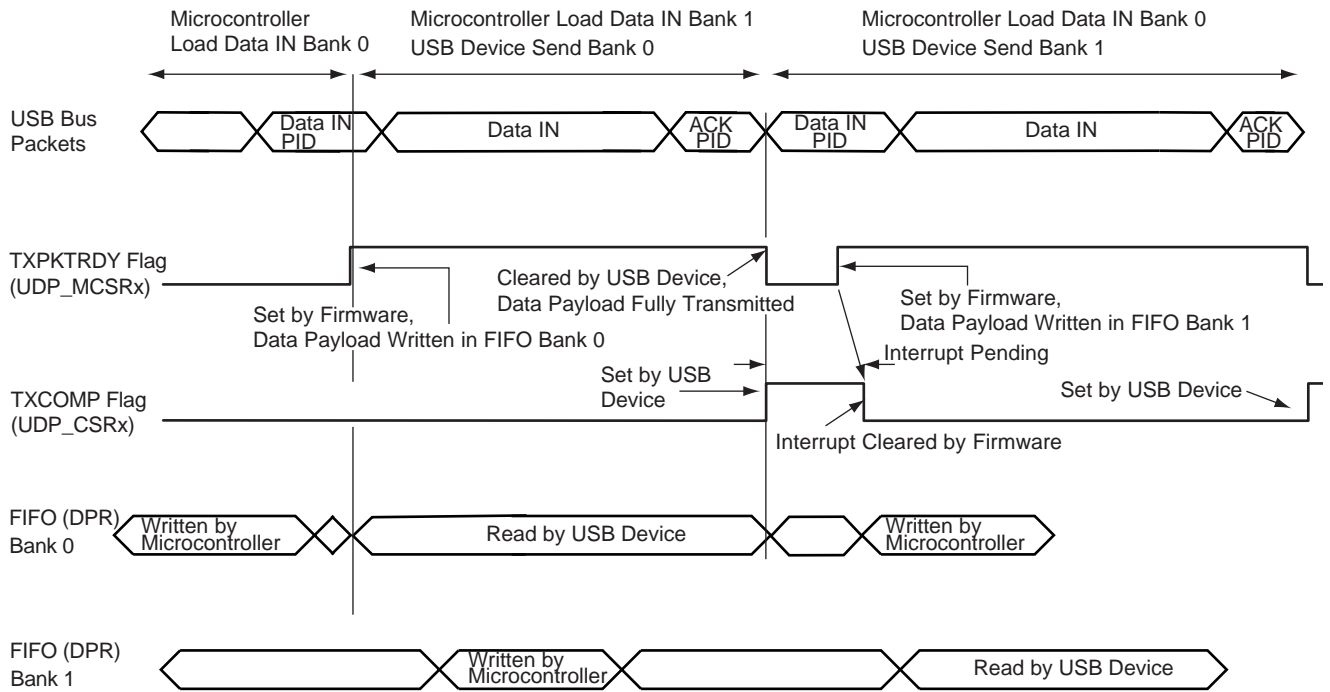 Microcontroller
Load Data IN Bank 0
Microcontroller Load Data IN Bank 1
USB Device Send Bank 0
Microcontroller Load Data IN Bank 0
USB Device Send Bank 1
USB Bus
Packets
Data IN
PID
Data IN
ACK
PID
Data IN
PID
Data IN
ACK
PID
TXPKTRDY Flag
(UDP_MCSRx)
Set by Firmware,
Data Payload Written in FIFO Bank 0
Cleared by USB Device,
Data Payload Fully Transmitted
Set by Firmware,
Data Payload Written in FIFO Bank 1
Interrupt Pending
Set by USB
Device
TXCOMP Flag
(UDP_CSRx)
Set by USB Device
Interrupt Cleared by Firmware
FIFO (DPR)
Bank 0
Written by
Microcontroller
Read by USB Device
Written by
Microcontroller
FIFO (DPR)
Bank 1
Written by
Microcontroller
Read by USB Device